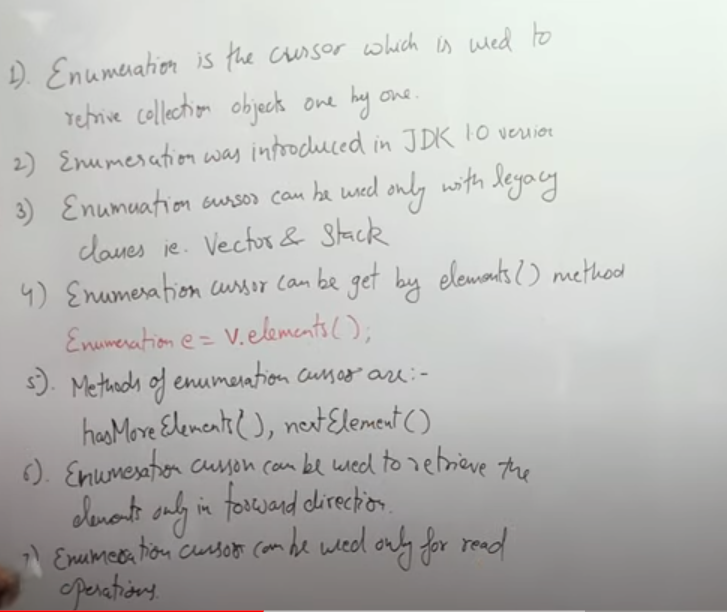 1). Enumeration is the cursor which is used to
retrive collection objects one by one.
2) Enumeration was introduced in JDK 1.0 version
3) Enumeration cursor can be used only with legacy
classes ie. Vector & Stack
4) Enumeration cursor can be get by elements() method
Enumeration e = v.elements();
5). Methods of enumeration cursor are:-
hasMoreElements(), nextElement()
6). Enumeration cursor can be used to retrieve the
elements only in forward direction.
7) Enumeration cursor can be used only for read
operations.